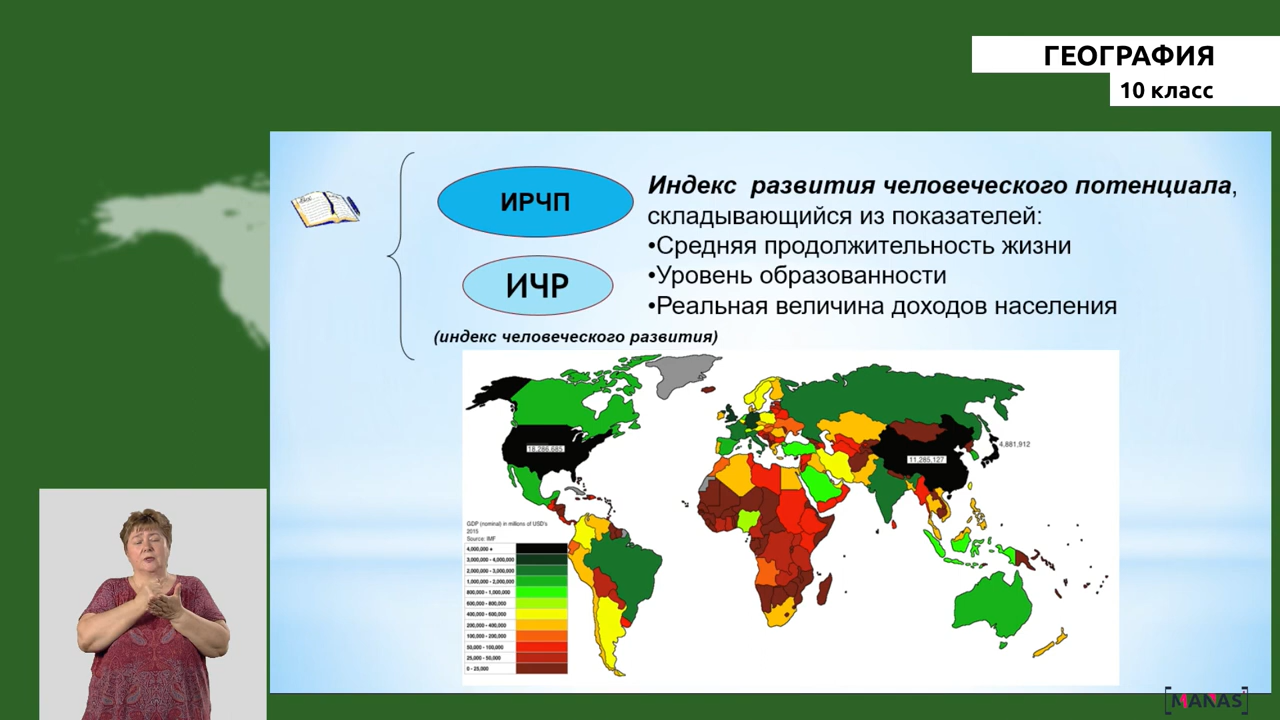 ГЕОГРАФИЯ
10 класс
ИРЧП
Индекс развития человеческого потенциала,
складывающийся из показателей:
•Средняя продолжительность жизни
•Уровень образованности
•Реальная величина доходов населения
ИЧР
(индекс человеческого развития)
4,881,912
11,285,127
GDP (nominal) in millions of USD's
2015
Source: IMF
4,000,000 +
3,000,000 - 4,000,000
2,000,000 - 3,000,000
1,000,000 - 2,000,000
800,000 - 1,000,000
600,000 - 800,000
400,000 - 600,000
200,000 - 400,000
100,000 - 200,000
50,000 - 100,000
25,000 - 50,000
0 - 25,000
[MANAS]